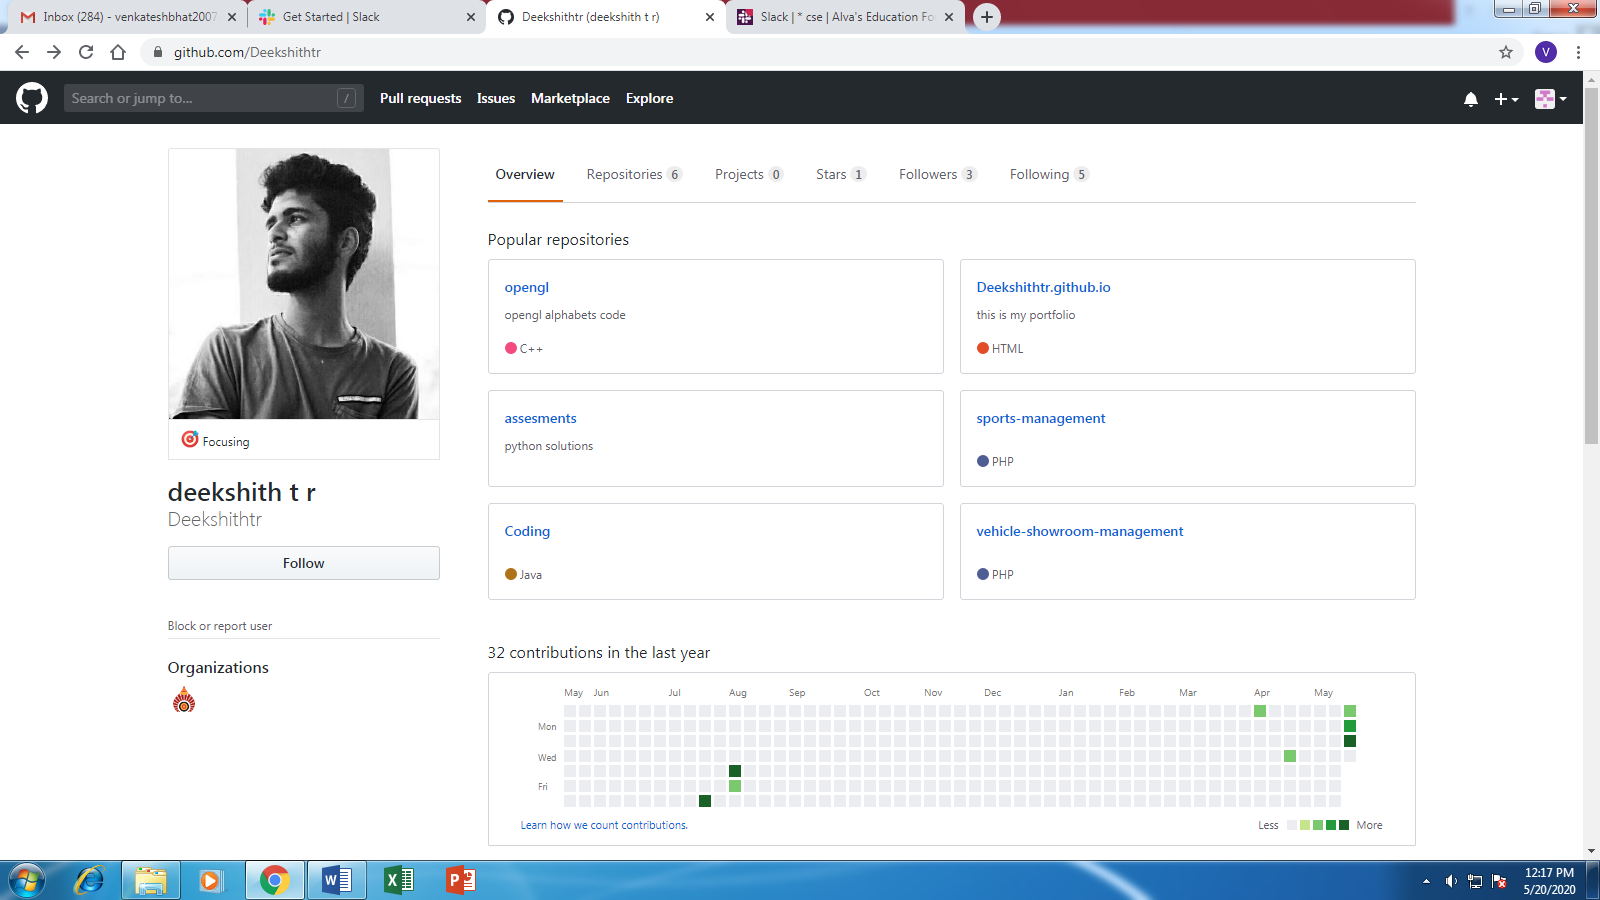 Inbox (284) - venkateshbhat2007
Get Started | Slack
Deekshithtr (deekshith t r)
Slack | * cse | Alva's Education Fo
github.com/Deekshithtr
V
Search or jump to...
/
Pull requests
Issues
Marketplace
Explore
Overview
Repositories 6
Projects 0
Stars 1
Followers 3
Following 5
Focusing
deekshith t r
Deekshithtr
Follow
Block or report user
Organizations
Popular repositories
opengl
opengl alphabets code
C++
Deekshithtr.github.io
this is my portfolio
HTML
assesments
python solutions
sports-management
PHP
Coding
Java
vehicle-showroom-management
PHP
32 contributions in the last year
May Jun Jul Aug Sep Oct Nov Dec Jan Feb Mar Apr May
Mon
Wed
Fri
Learn how we count contributions.
Less
More
12:17 PM
5/20/2020